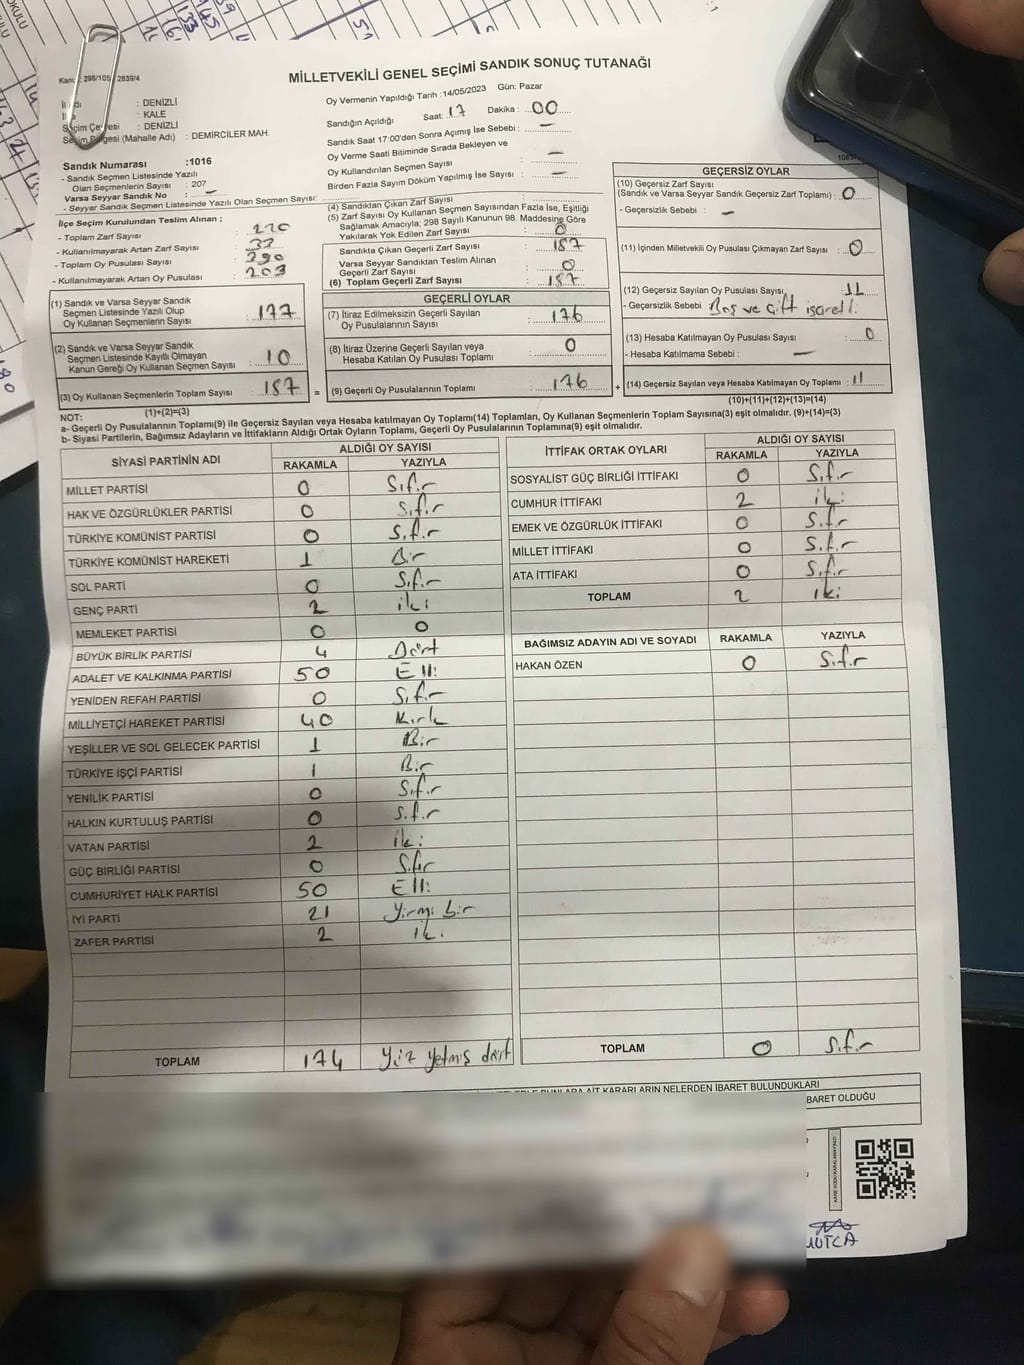 MİLLETVEKİLİ GENEL SEÇİMİ SANDIK SONUÇ TUTANAĞI
298/105 2839/4
: DENİZLİ
: KALE
: DENİZLİ
(Mahalle Adı) : DEMİRCİLER MAH.
Oy Vermenin Yapıldığı Tarih :14/05/2023 Gün: Pazar
Sandığın Açıldığı Saat: 17 Dakika : 00
Sandık Saat 17:00'den Sonra Açımış İse Sebebi : –
Oy Verme Saati Bitiminde Sırada Bekleyen ve
Oy Kullandırılan Seçmen Sayısı –
Birden Fazla Sayım Döküm Yapılmış İse Sayısı : –
Sandık Numarası :1016
- Sandık Seçmen Listesinde Yazılı
Olan Seçmenlerin Sayısı : 207
Varsa Seyyar Sandık No –
- Seyyar Sandık Seçmen Listesinde Yazılı Olan Seçmen Sayısı:
İlçe Seçim Kurulundan Teslim Alınan ;
- Toplam Zarf Sayısı : 220
- Kullanılmayarak Artan Zarf Sayısı
- Toplam Oy Pusulası Sayısı : 390
- Kullanılmayarak Artan Oy Pusulası : 203
(4) Sandıktan Çıkan Zarf Sayısı
(5) Zarf Sayısı Oy Kullanan Seçmen Sayısından Fazla İse, Eşitliği
Sağlamak Amacıyla; 298 Sayılı Kanunun 98. Maddesine Göre
Yakılarak Yok Edilen Zarf Sayısı : 0
Sandıkta Çıkan Geçerli Zarf Sayısı : 187
Varsa Seyyar Sandıktan Teslim Alınan
Geçerli Zarf Sayısı : 0
(6) Toplam Geçerli Zarf Sayısı : 187
GEÇERSİZ OYLAR
(10) Geçersiz Zarf Sayısı
(Sandık ve Varsa Seyyar Sandık Geçersiz Zarf Toplamı) : 0
- Geçersizlik Sebebi : –
(11) İçinden Milletvekili Oy Pusulası Çıkmayan Zarf Sayısı : 0
(12) Geçersiz Sayılan Oy Pusulası Sayısı : 11
- Geçersizlik Sebebi Boş ve çift işaretli.
(13) Hesaba Katılmayan Oy Pusulası Sayısı : 0
- Hesaba Katılmama Sebebi : –
(14) Geçersiz Sayılan veya Hesaba Katılmayan Oy Toplamı : 11
(10)+(11)+(12)+(13)=(14)
(1) Sandık ve Varsa Seyyar Sandık
Seçmen Listesinde Yazılı Olup
Oy Kullanan Seçmenlerin Sayısı : 177
(2) Sandık ve Varsa Seyyar Sandık
Seçmen Listesinde Kayıtlı Olmayan
Kanun Gereği Oy Kullanan Seçmen Sayısı : 10
(3) Oy Kullanan Seçmenlerin Toplam Sayısı : 187 =
(1)+(2)=(3)
GEÇERLİ OYLAR
(7) İtiraz Edilmeksizin Geçerli Sayılan
Oy Pusulalarının Sayısı : 176
(8) İtiraz Üzerine Geçerli Sayılan veya
Hesaba Katılan Oy Pusulası Toplamı : 0
(9) Geçerli Oy Pusulalarının Toplamı : 176 +
NOT:
a- Geçerli Oy Pusulalarının Toplamı(9) ile Geçersiz Sayılan veya Hesaba katılmayan Oy Toplamı(14) Toplamları, Oy Kullanan Seçmenlerin Toplam Sayısına(3) eşit olmalıdır. (9)+(14)=(3)
b- Siyasi Partilerin, Bağımsız Adayların ve İttifakların Aldığı Ortak Oyların Toplamı, Geçerli Oy Pusulalarının Toplamına(9) eşit olmalıdır.
SİYASİ PARTİNİN ADI ALDIĞI OY SAYISI
RAKAMLA YAZIYLA
MİLLET PARTİSİ 0 Sıfır
HAK VE ÖZGÜRLÜKLER PARTİSİ 0 Sıfır
TÜRKİYE KOMÜNİST PARTİSİ 0 Sıfır
TÜRKİYE KOMÜNİST HAREKETİ 1 Bir
SOL PARTİ 0 Sıfır
GENÇ PARTİ 2 iki
MEMLEKET PARTİSİ 0 0
BÜYÜK BİRLİK PARTİSİ 4 Dört
ADALET VE KALKINMA PARTİSİ 50 Elli
YENİDEN REFAH PARTİSİ 0 Sıfır
MİLLİYETÇİ HAREKET PARTİSİ 40 Kırk
YEŞİLLER VE SOL GELECEK PARTİSİ 1 Bir
TÜRKİYE İŞÇİ PARTİSİ 1 Bir
YENİLİK PARTİSİ 0 Sıfır
HALKIN KURTULUŞ PARTİSİ 0 Sıfır
VATAN PARTİSİ 2 iki
GÜÇ BİRLİĞİ PARTİSİ 0 Sıfır
CUMHURİYET HALK PARTİSİ 50 Elli
İYİ PARTİ 21 Yirmi bir
ZAFER PARTİSİ 2 iki
TOPLAM 174 Yüz yetmiş dört
İTTİFAK ORTAK OYLARI ALDIĞI OY SAYISI
RAKAMLA YAZIYLA
SOSYALİST GÜÇ BİRLİĞİ İTTİFAKI 0 Sıfır
CUMHUR İTTİFAKI 2 iki
EMEK VE ÖZGÜRLÜK İTTİFAKI 0 Sıfır
MİLLET İTTİFAKI 0 Sıfır
ATA İTTİFAKI 0 Sıfır
TOPLAM 2 iki
BAĞIMSIZ ADAYIN ADI VE SOYADI RAKAMLA YAZIYLA
HAKAN ÖZEN 0 Sıfır
TOPLAM 0 Sıfır
KARARLARIN NELERDEN İBARET BULUNDUKLARI
İBARET OLDUĞU